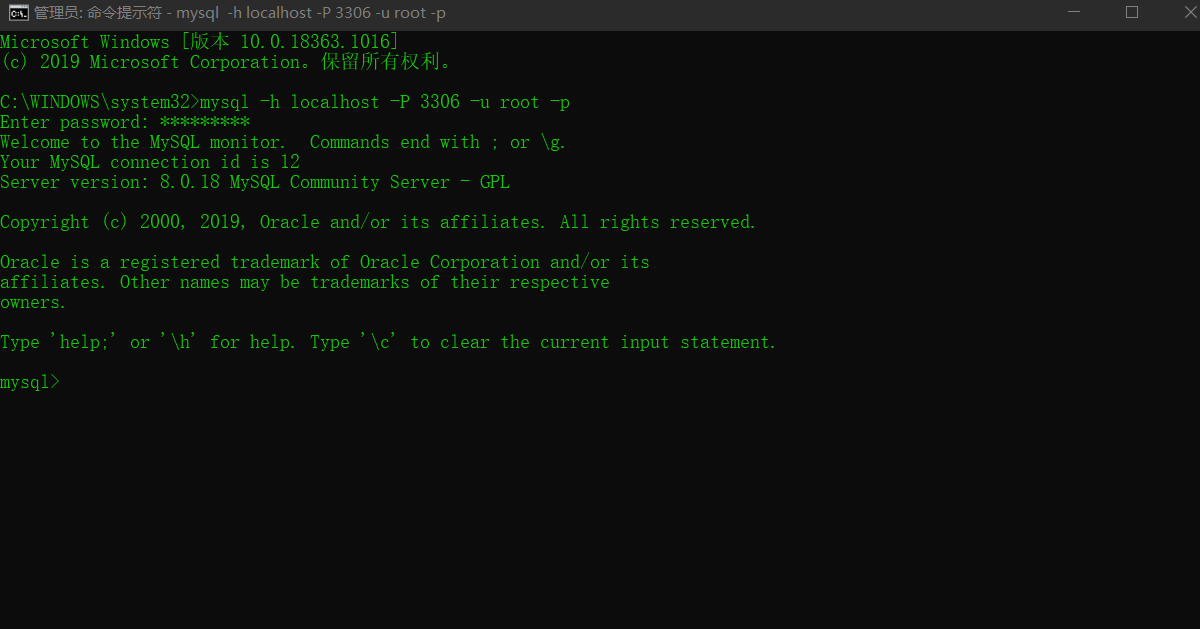 管理员: 命令提示符 - mysql  -h localhost -P 3306 -u root -p
Microsoft Windows [版本 10.0.18363.1016]
(c) 2019 Microsoft Corporation。保留所有权利。
C:\WINDOWS\system32>mysql -h localhost -P 3306 -u root -p
Enter password: *********
Welcome to the MySQL monitor.  Commands end with ; or \g.
Your MySQL connection id is 12
Server version: 8.0.18 MySQL Community Server - GPL
Copyright (c) 2000, 2019, Oracle and/or its affiliates. All rights reserved.
Oracle is a registered trademark of Oracle Corporation and/or its
affiliates. Other names may be trademarks of their respective
owners.
Type 'help;' or '\h' for help. Type '\c' to clear the current input statement.
mysql>